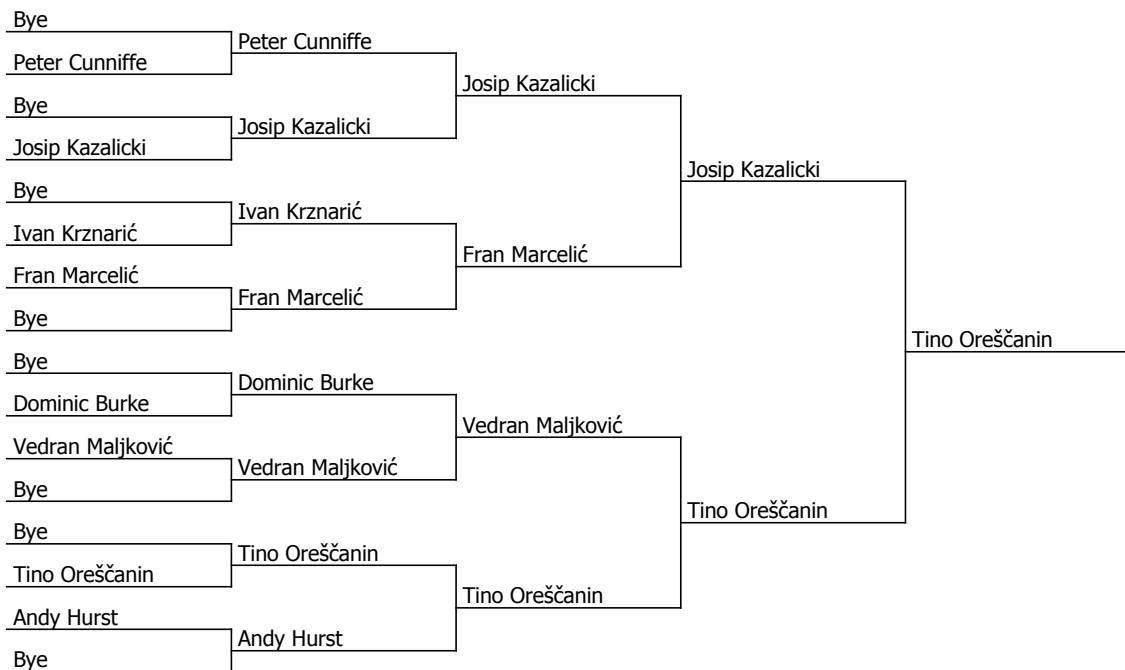 Bye
Peter Cunniffe
Peter Cunniffe
Josip Kazalicki
Bye
Josip Kazalicki
Josip Kazalicki
Josip Kazalicki
Bye
Ivan Krznarić
Ivan Krznarić
Fran Marcelić
Fran Marcelić
Fran Marcelić
Bye
Tino Oreščanin
Bye
Dominic Burke
Dominic Burke
Vedran Maljković
Vedran Maljković
Vedran Maljković
Bye
Tino Oreščanin
Bye
Tino Oreščanin
Tino Oreščanin
Tino Oreščanin
Andy Hurst
Andy Hurst
Bye